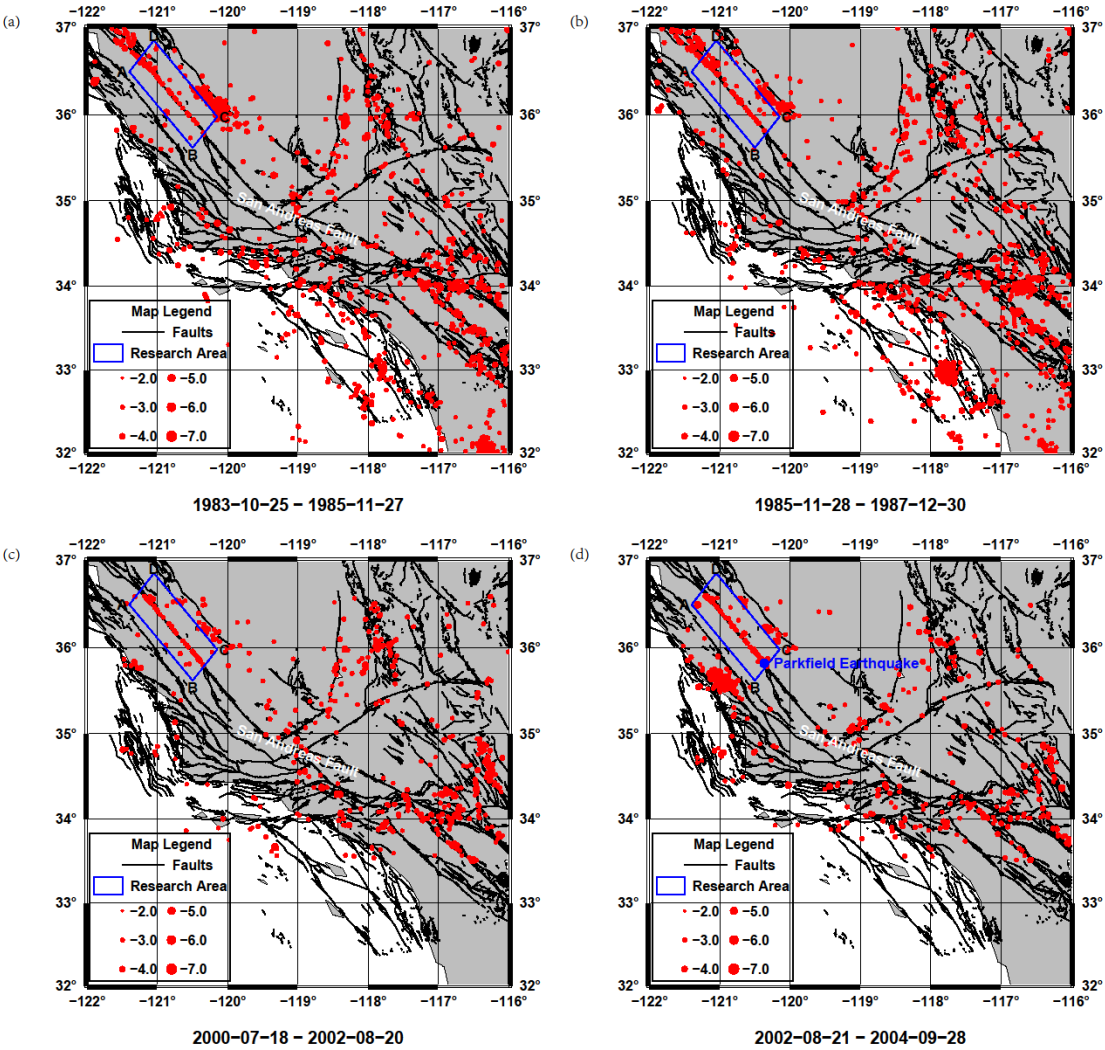 (a)
−122° −121° −120° −119° −118° −117° −116°
37° 37°
D
A
36° C 36°
B
35° 35°
San Andreas Fault
34° 34°
Map Legend
Faults
Research Area
33° 33°
−2.0 −5.0
−3.0 −6.0
−4.0 −7.0
32° 32°
−122° −121° −120° −119° −118° −117° −116°
1983−10−25 − 1985−11−27
(b)
−122° −121° −120° −119° −118° −117° −116°
37° 37°
D
A
36° C 36°
B
35° 35°
San Andreas Fault
34° 34°
Map Legend
Faults
Research Area
33° 33°
−2.0 −5.0
−3.0 −6.0
−4.0 −7.0
32° 32°
−122° −121° −120° −119° −118° −117° −116°
1985−11−28 − 1987−12−30
(c)
−122° −121° −120° −119° −118° −117° −116°
37° 37°
D
A
36° C 36°
B
35° 35°
San Andreas Fault
34° 34°
Map Legend
Faults
Research Area
33° 33°
−2.0 −5.0
−3.0 −6.0
−4.0 −7.0
32° 32°
−122° −121° −120° −119° −118° −117° −116°
2000−07−18 − 2002−08−20
(d)
−122° −121° −120° −119° −118° −117° −116°
37° 37°
D
A
36° C 36°
Parkfield Earthquake
B
35° 35°
San Andreas Fault
34° 34°
Map Legend
Faults
Research Area
33° 33°
−2.0 −5.0
−3.0 −6.0
−4.0 −7.0
32° 32°
−122° −121° −120° −119° −118° −117° −116°
2002−08−21 − 2004−09−28